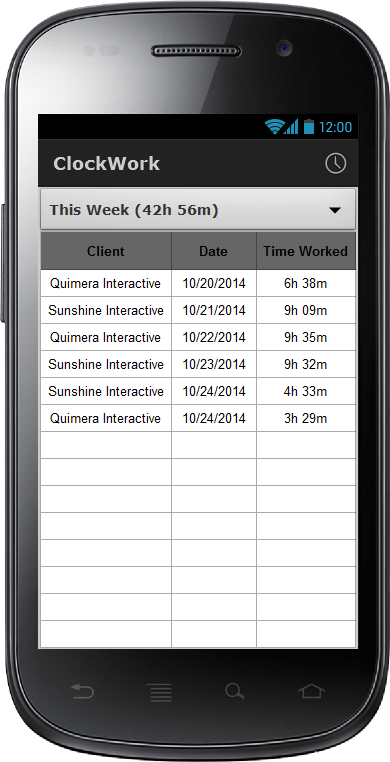 12:00
ClockWork
This Week (42h 56m)
Client Date Time Worked
Quimera Interactive 10/20/2014 6h 38m
Sunshine Interactive 10/21/2014 9h 09m
Quimera Interactive 10/22/2014 9h 35m
Sunshine Interactive 10/23/2014 9h 32m
Sunshine Interactive 10/24/2014 4h 33m
Quimera Interactive 10/24/2014 3h 29m